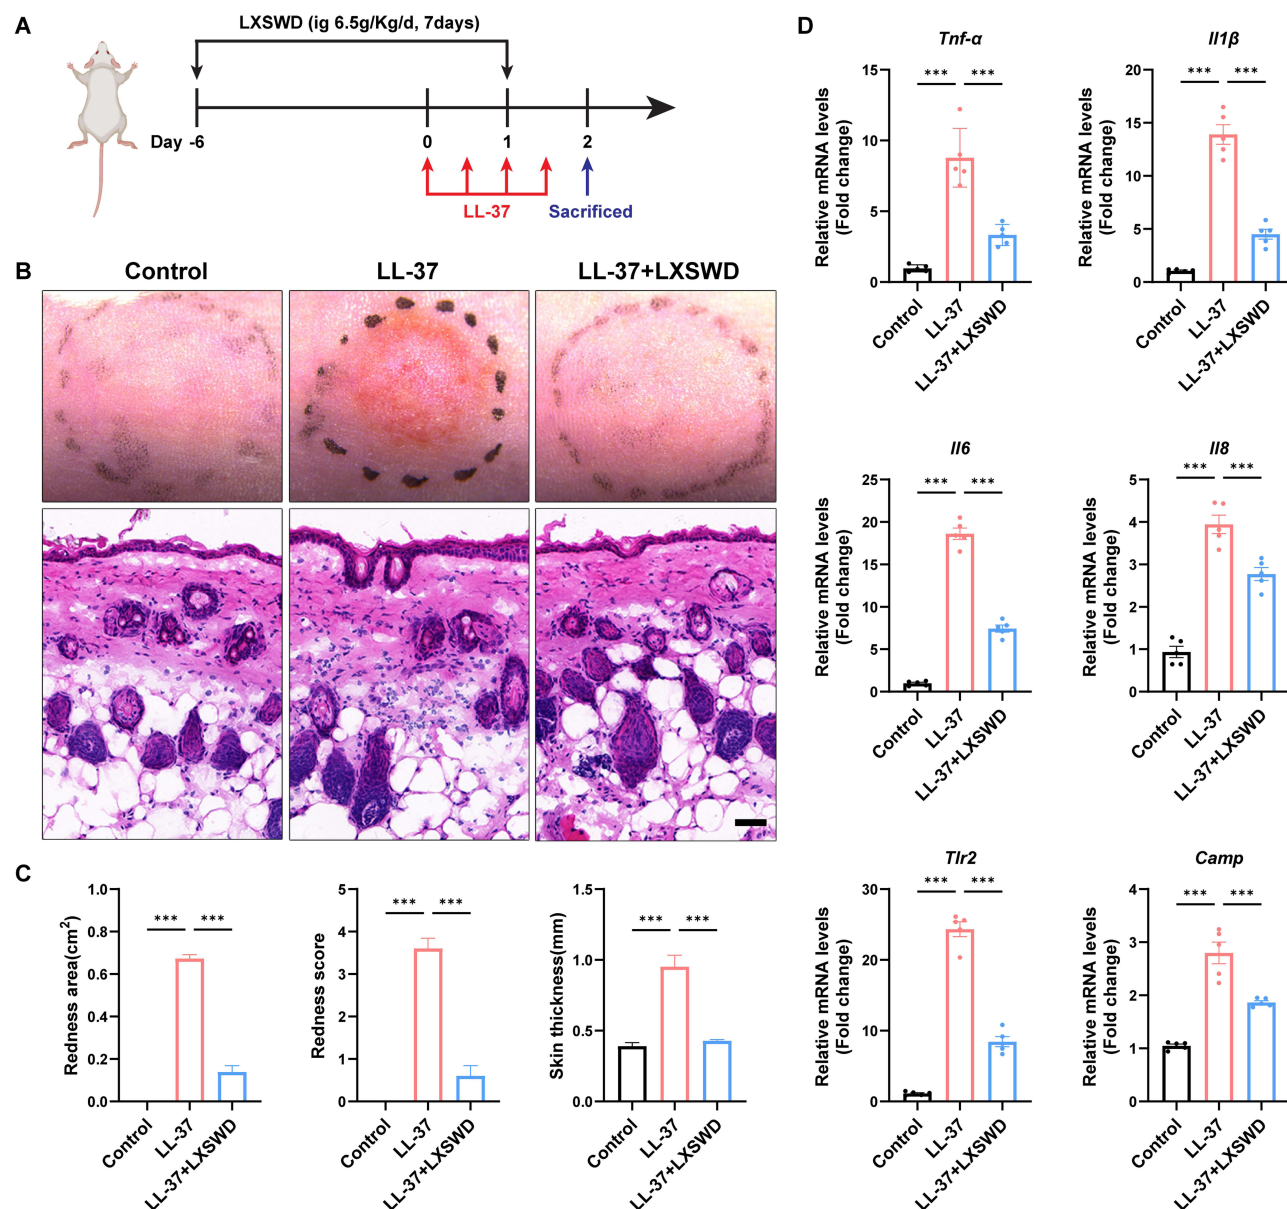 A
LXSWD (ig 6.5g/Kg/d, 7days)
Day -6
0
1
2
LL-37
Sacrificed
B
Control
LL-37
LL-37+LXSWD
C
Redness area(cm²)
1.0
0.8
0.6
0.4
0.2
0.0
***
***
Control
LL-37
LL-37+LXSWD
Redness score
5
4
3
2
1
0
***
***
Control
LL-37
LL-37+LXSWD
Skin thickness(mm)
1.5
1.0
0.5
0.0
***
***
Control
LL-37
LL-37+LXSWD
D
Tnf-α
Relative mRNA levels
(Fold change)
15
10
5
0
***
***
Control
LL-37
LL-37+LXSWD
Il1β
Relative mRNA levels
(Fold change)
20
15
10
5
0
***
***
Control
LL-37
LL-37+LXSWD
Il6
Relative mRNA levels
(Fold change)
25
20
15
10
5
0
***
***
Control
LL-37
LL-37+LXSWD
Il8
Relative mRNA levels
(Fold change)
5
4
3
2
1
0
***
***
Control
LL-37
LL-37+LXSWD
Tlr2
Relative mRNA levels
(Fold change)
30
20
10
0
***
***
Control
LL-37
LL-37+LXSWD
Camp
Relative mRNA levels
(Fold change)
4
3
2
1
0
***
***
Control
LL-37
LL-37+LXSWD